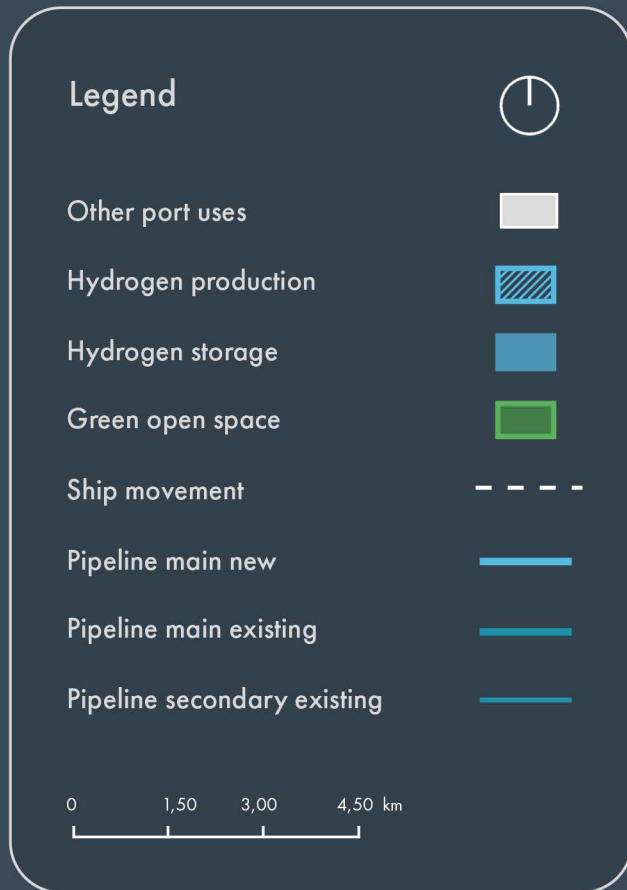 Legend
Other port uses
Hydrogen production
Hydrogen storage
Green open space
Ship movement
Pipeline main new
Pipeline main existing
Pipeline secondary existing
0 1,50 3,00 4,50 km